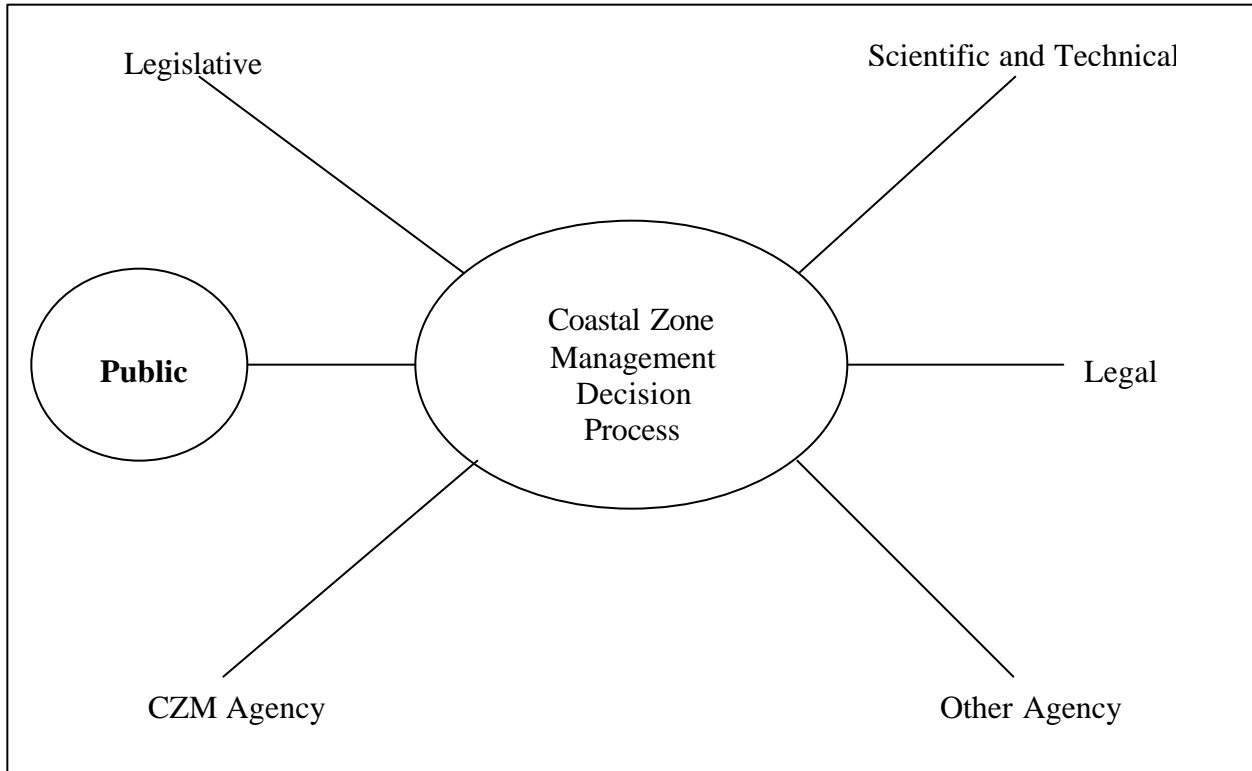 Legislative
Scientific and Technical
Coastal Zone
Management
Decision
Process
Public
Legal
CZM Agency
Other Agency